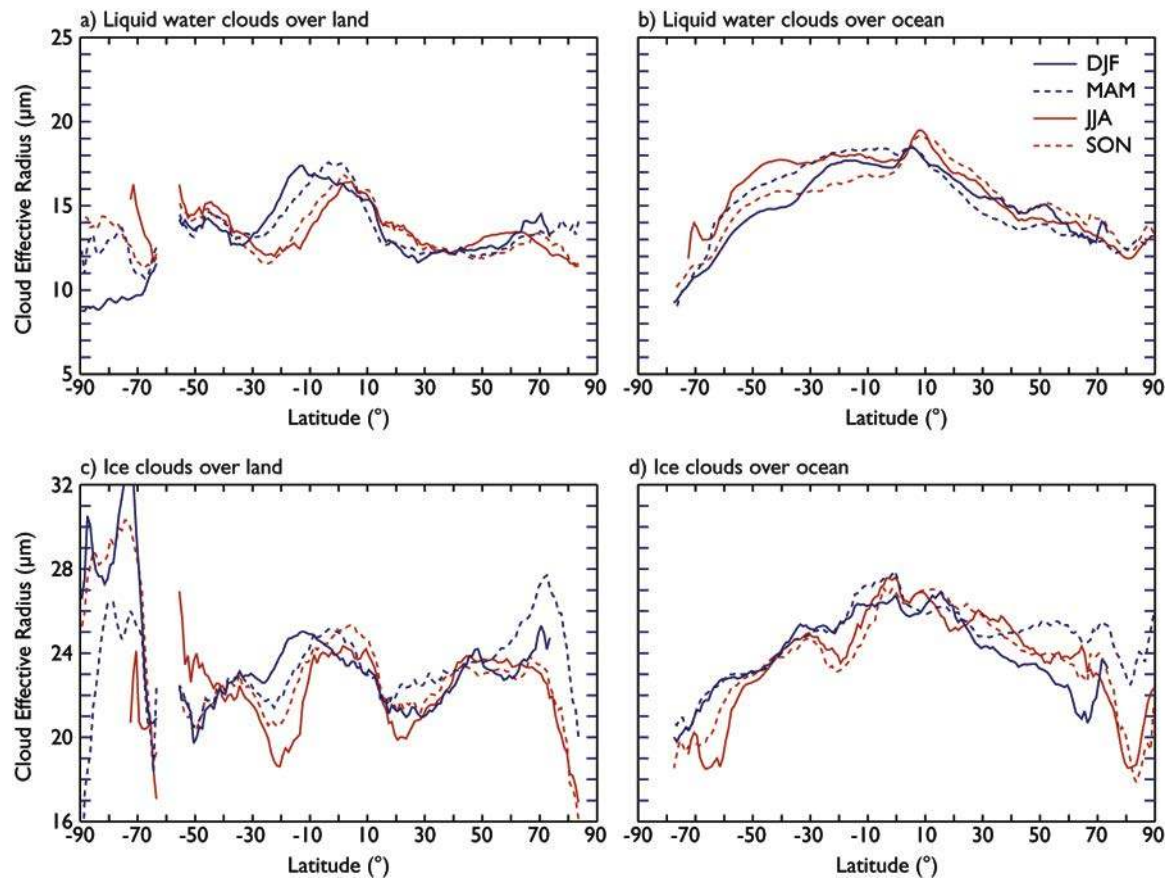 a) Liquid water clouds over land
b) Liquid water clouds over ocean
25
20
15
10
5
Cloud Effective Radius (µm)
-90 -70 -50 -30 -10 10 30 50 70 90
Latitude (°)
DJF
MAM
JJA
SON
-90 -70 -50 -30 -10 10 30 50 70 90
Latitude (°)
c) Ice clouds over land
d) Ice clouds over ocean
32
28
24
20
16
Cloud Effective Radius (µm)
-90 -70 -50 -30 -10 10 30 50 70 90
Latitude (°)
-90 -70 -50 -30 -10 10 30 50 70 90
Latitude (°)